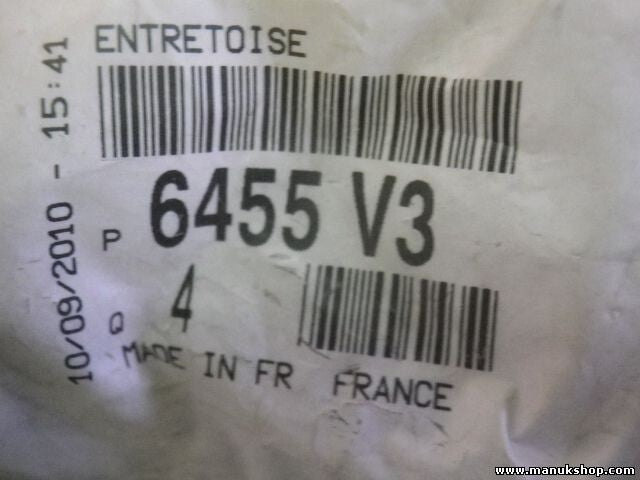 ENTRETOISE
10/09/2010 - 15:41
P 6455 V3
Q 4
MADE IN FR FRANCE
www.manukshop.com